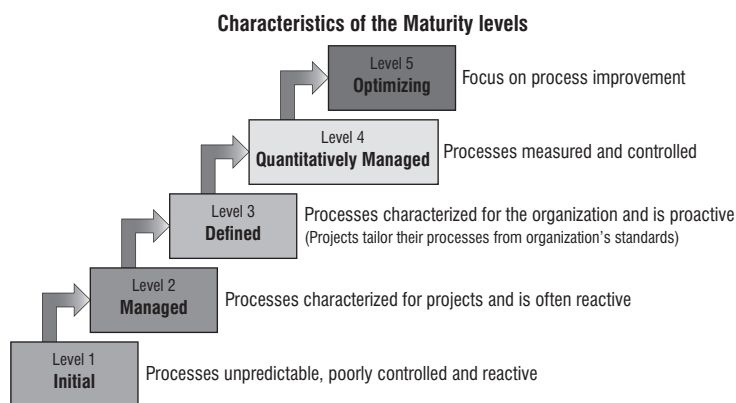 Characteristics of the Maturity levels
Level 5
Optimizing
Focus on process improvement
Level 4
Quantitatively Managed
Processes measured and controlled
Level 3
Defined
Processes characterized for the organization and is proactive
(Projects tailor their processes from organization's standards)
Level 2
Managed
Processes characterized for projects and is often reactive
Level 1
Initial
Processes unpredictable, poorly controlled and reactive